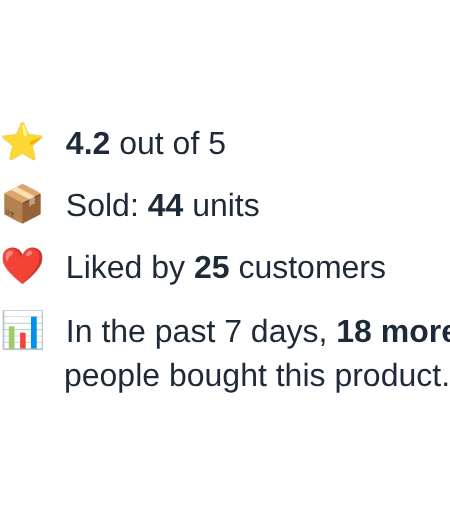 4.2 out of 5
Sold: 44 units
Liked by 25 customers
In the past 7 days, 18 more
people bought this product.